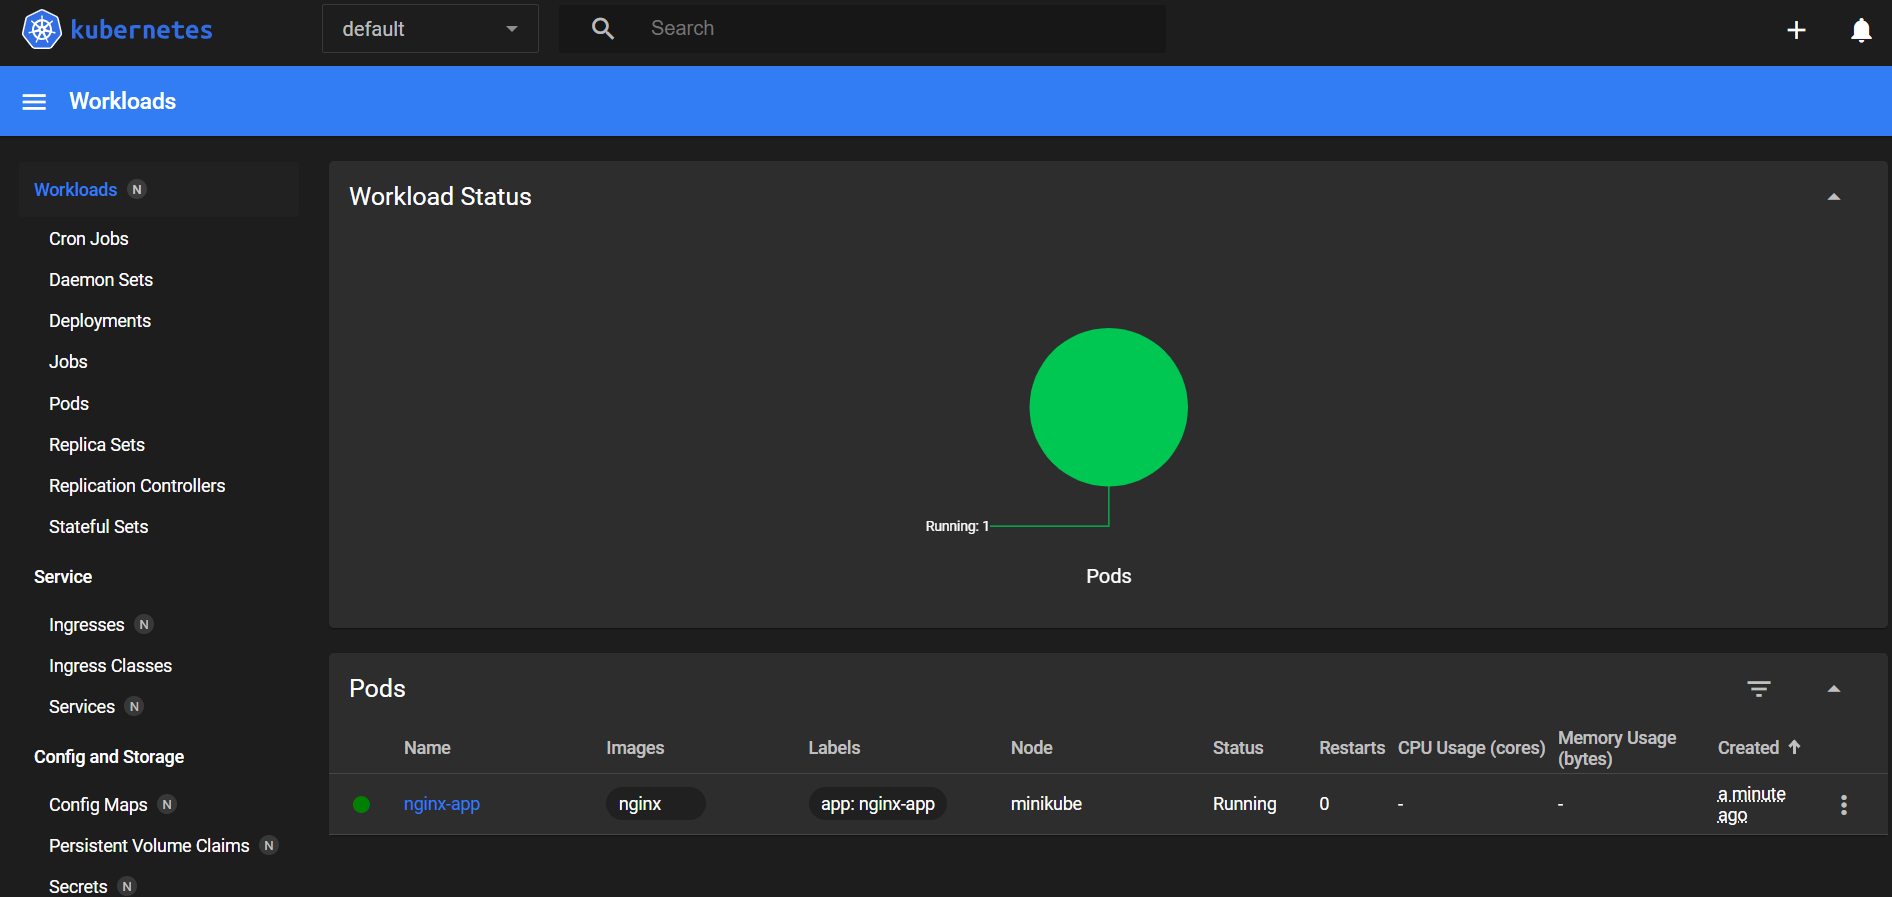 kubernetes
default
Search
Workloads
Workloads N
Cron Jobs
Daemon Sets
Deployments
Jobs
Pods
Replica Sets
Replication Controllers
Stateful Sets
Service
Ingresses N
Ingress Classes
Services N
Config and Storage
Config Maps N
Persistent Volume Claims N
Secrets N
Workload Status
Running: 1
Pods
Pods
Name Images Labels Node Status Restarts CPU Usage (cores) Memory Usage (bytes) Created
nginx-app nginx app: nginx-app minikube Running 0 - - a minute ago